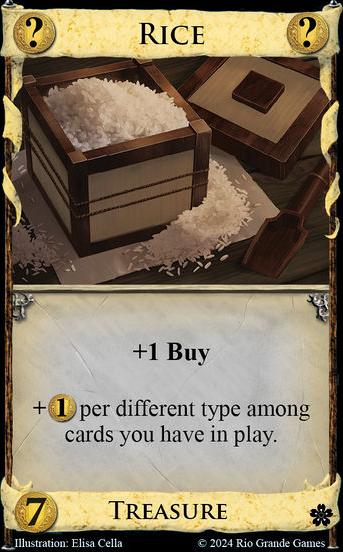 ? RICE ?
+1 Buy
+1 per different type among
cards you have in play.
7 TREASURE
Illustration: Elisa Cella © 2024 Rio Grande Games